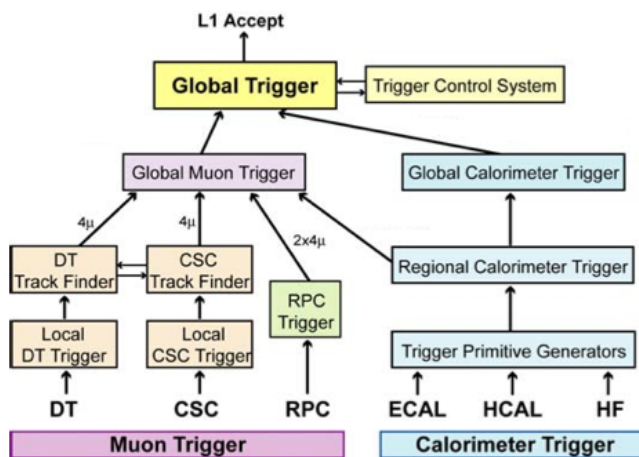 L1 Accept
Global Trigger
Trigger Control System
Global Muon Trigger
Global Calorimeter Trigger
4μ
4μ
2x4μ
DT
Track Finder
CSC
Track Finder
Regional Calorimeter Trigger
RPC
Trigger
Local
DT Trigger
Local
CSC Trigger
Trigger Primitive Generators
DT
CSC
RPC
ECAL
HCAL
HF
Muon Trigger
Calorimeter Trigger